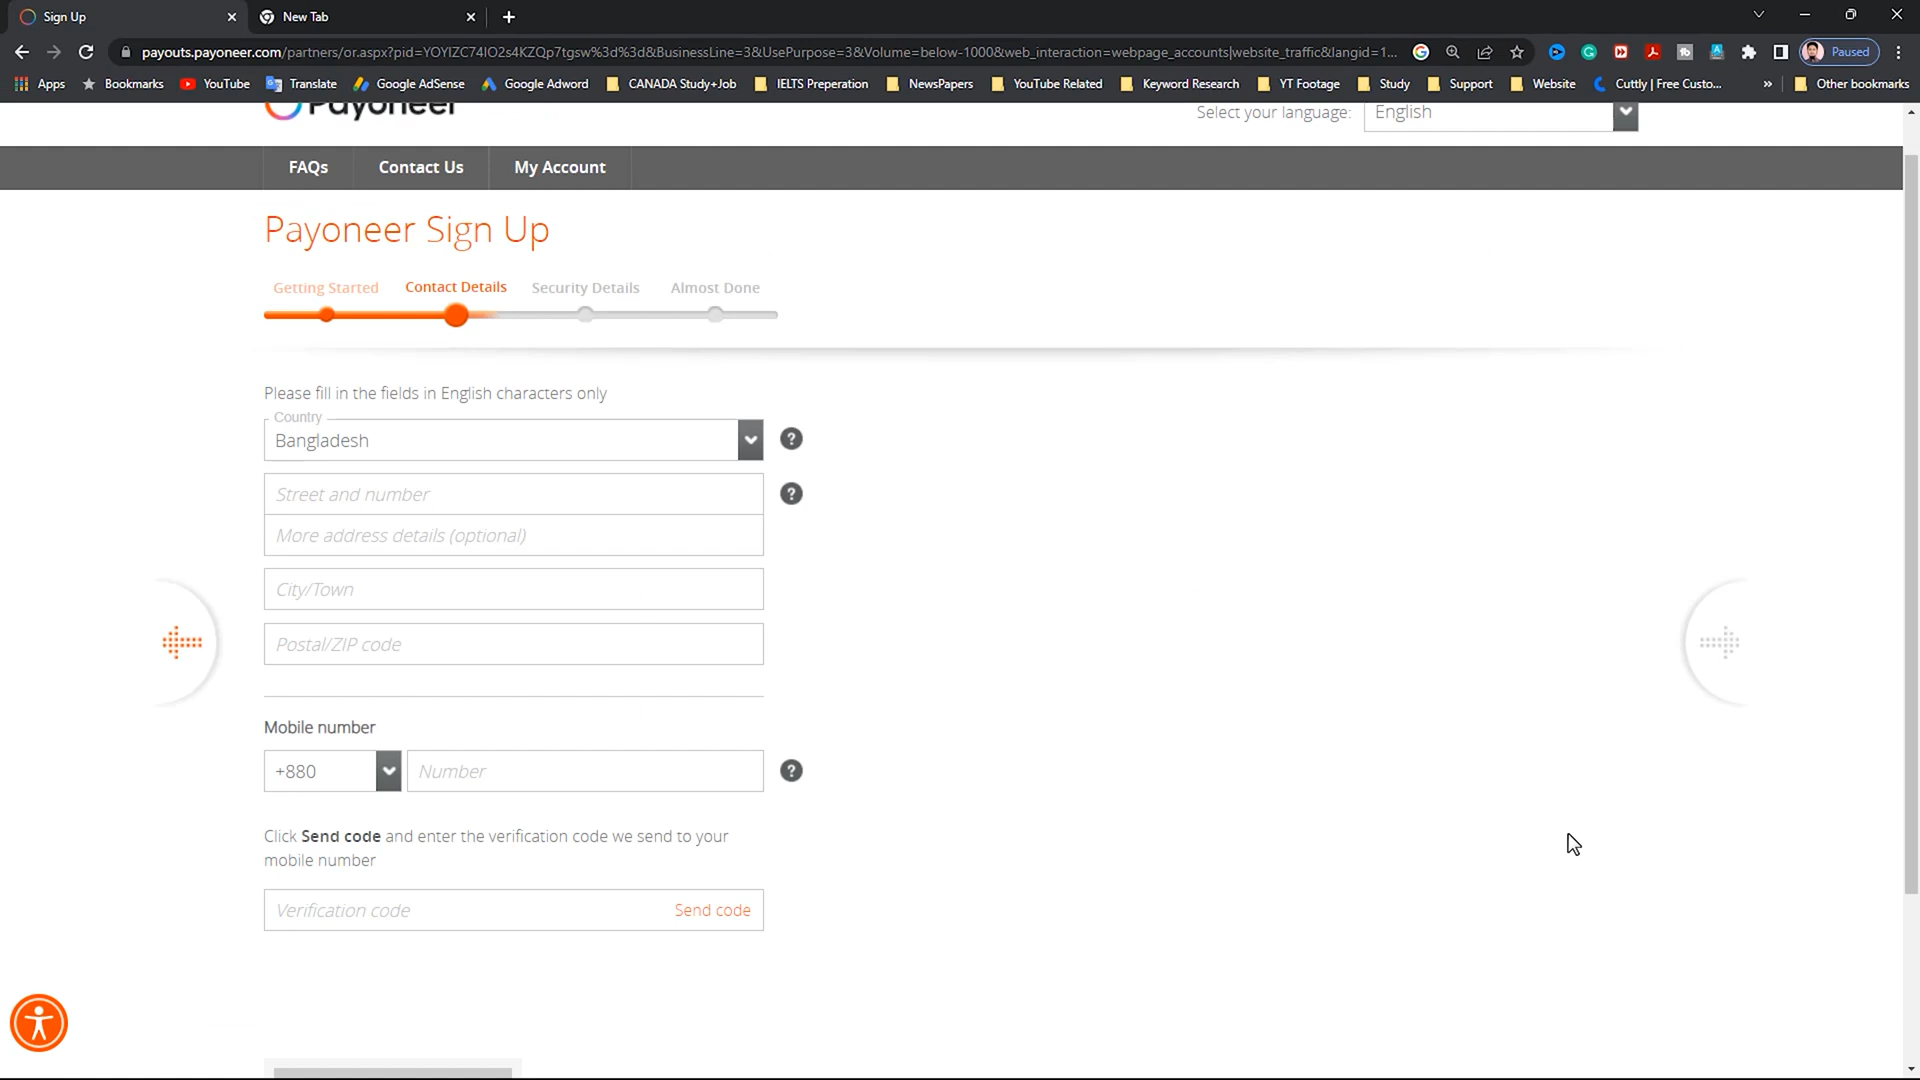 Sign Up
New Tab
payouts.payoneer.com/partners/or.aspx?pid=YOYIZC74IO2s4KZQp7tgsw%3d%3d&BusinessLine=3&UsePurpose=3&Volume=below-1000&web_interaction=webpage_accounts|website_traffic&langid=1...
Paused
Apps Bookmarks YouTube Translate Google AdSense Google Adword CANADA Study+Job IELTS Preperation NewsPapers YouTube Related Keyword Research YT Footage Study Support Website Cuttly | Free Custo... » Other bookmarks
Payoneer
Select your language: English
FAQs Contact Us My Account
Payoneer Sign Up
Getting Started Contact Details Security Details Almost Done
Please fill in the fields in English characters only
Country
Bangladesh
Street and number
More address details (optional)
City/Town
Postal/ZIP code
Mobile number
+880 Number
Click Send code and enter the verification code we send to your
mobile number
Verification code Send code